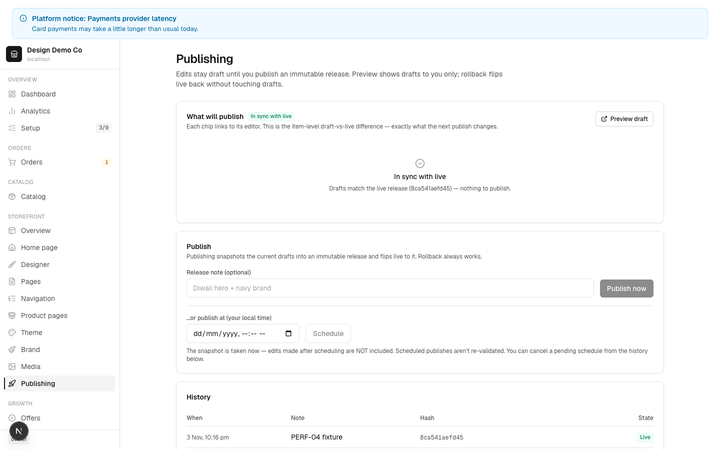 Platform notice: Payments provider latency
Card payments may take a little longer than usual today.
Design Demo Co
localhost
OVERVIEW
Dashboard
Analytics
Setup 3/9
ORDERS
Orders 1
CATALOG
Catalog
STOREFRONT
Overview
Home page
Designer
Pages
Navigation
Product pages
Theme
Brand
Media
Publishing
GROWTH
Offers
N
Publishing
Edits stay draft until you publish an immutable release. Preview shows drafts to you only; rollback flips
live back without touching drafts.
What will publish In sync with live
Each chip links to its editor. This is the item-level draft-vs-live difference — exactly what the next publish changes.
Preview draft
In sync with live
Drafts match the live release (8ca541aefd45) — nothing to publish.
Publish
Publishing snapshots the current drafts into an immutable release and flips live to it. Rollback always works.
Release note (optional)
Diwali hero + navy brand
Publish now
…or publish at (your local time)
dd/mm/yyyy, --:-- --
Schedule
The snapshot is taken now — edits made after scheduling are NOT included. Scheduled publishes aren't re-validated. You can cancel a pending schedule from the history
below.
History
When Note Hash State
3 Nov, 10:16 pm PERF-04 fixture 8ca541aefd45 Live